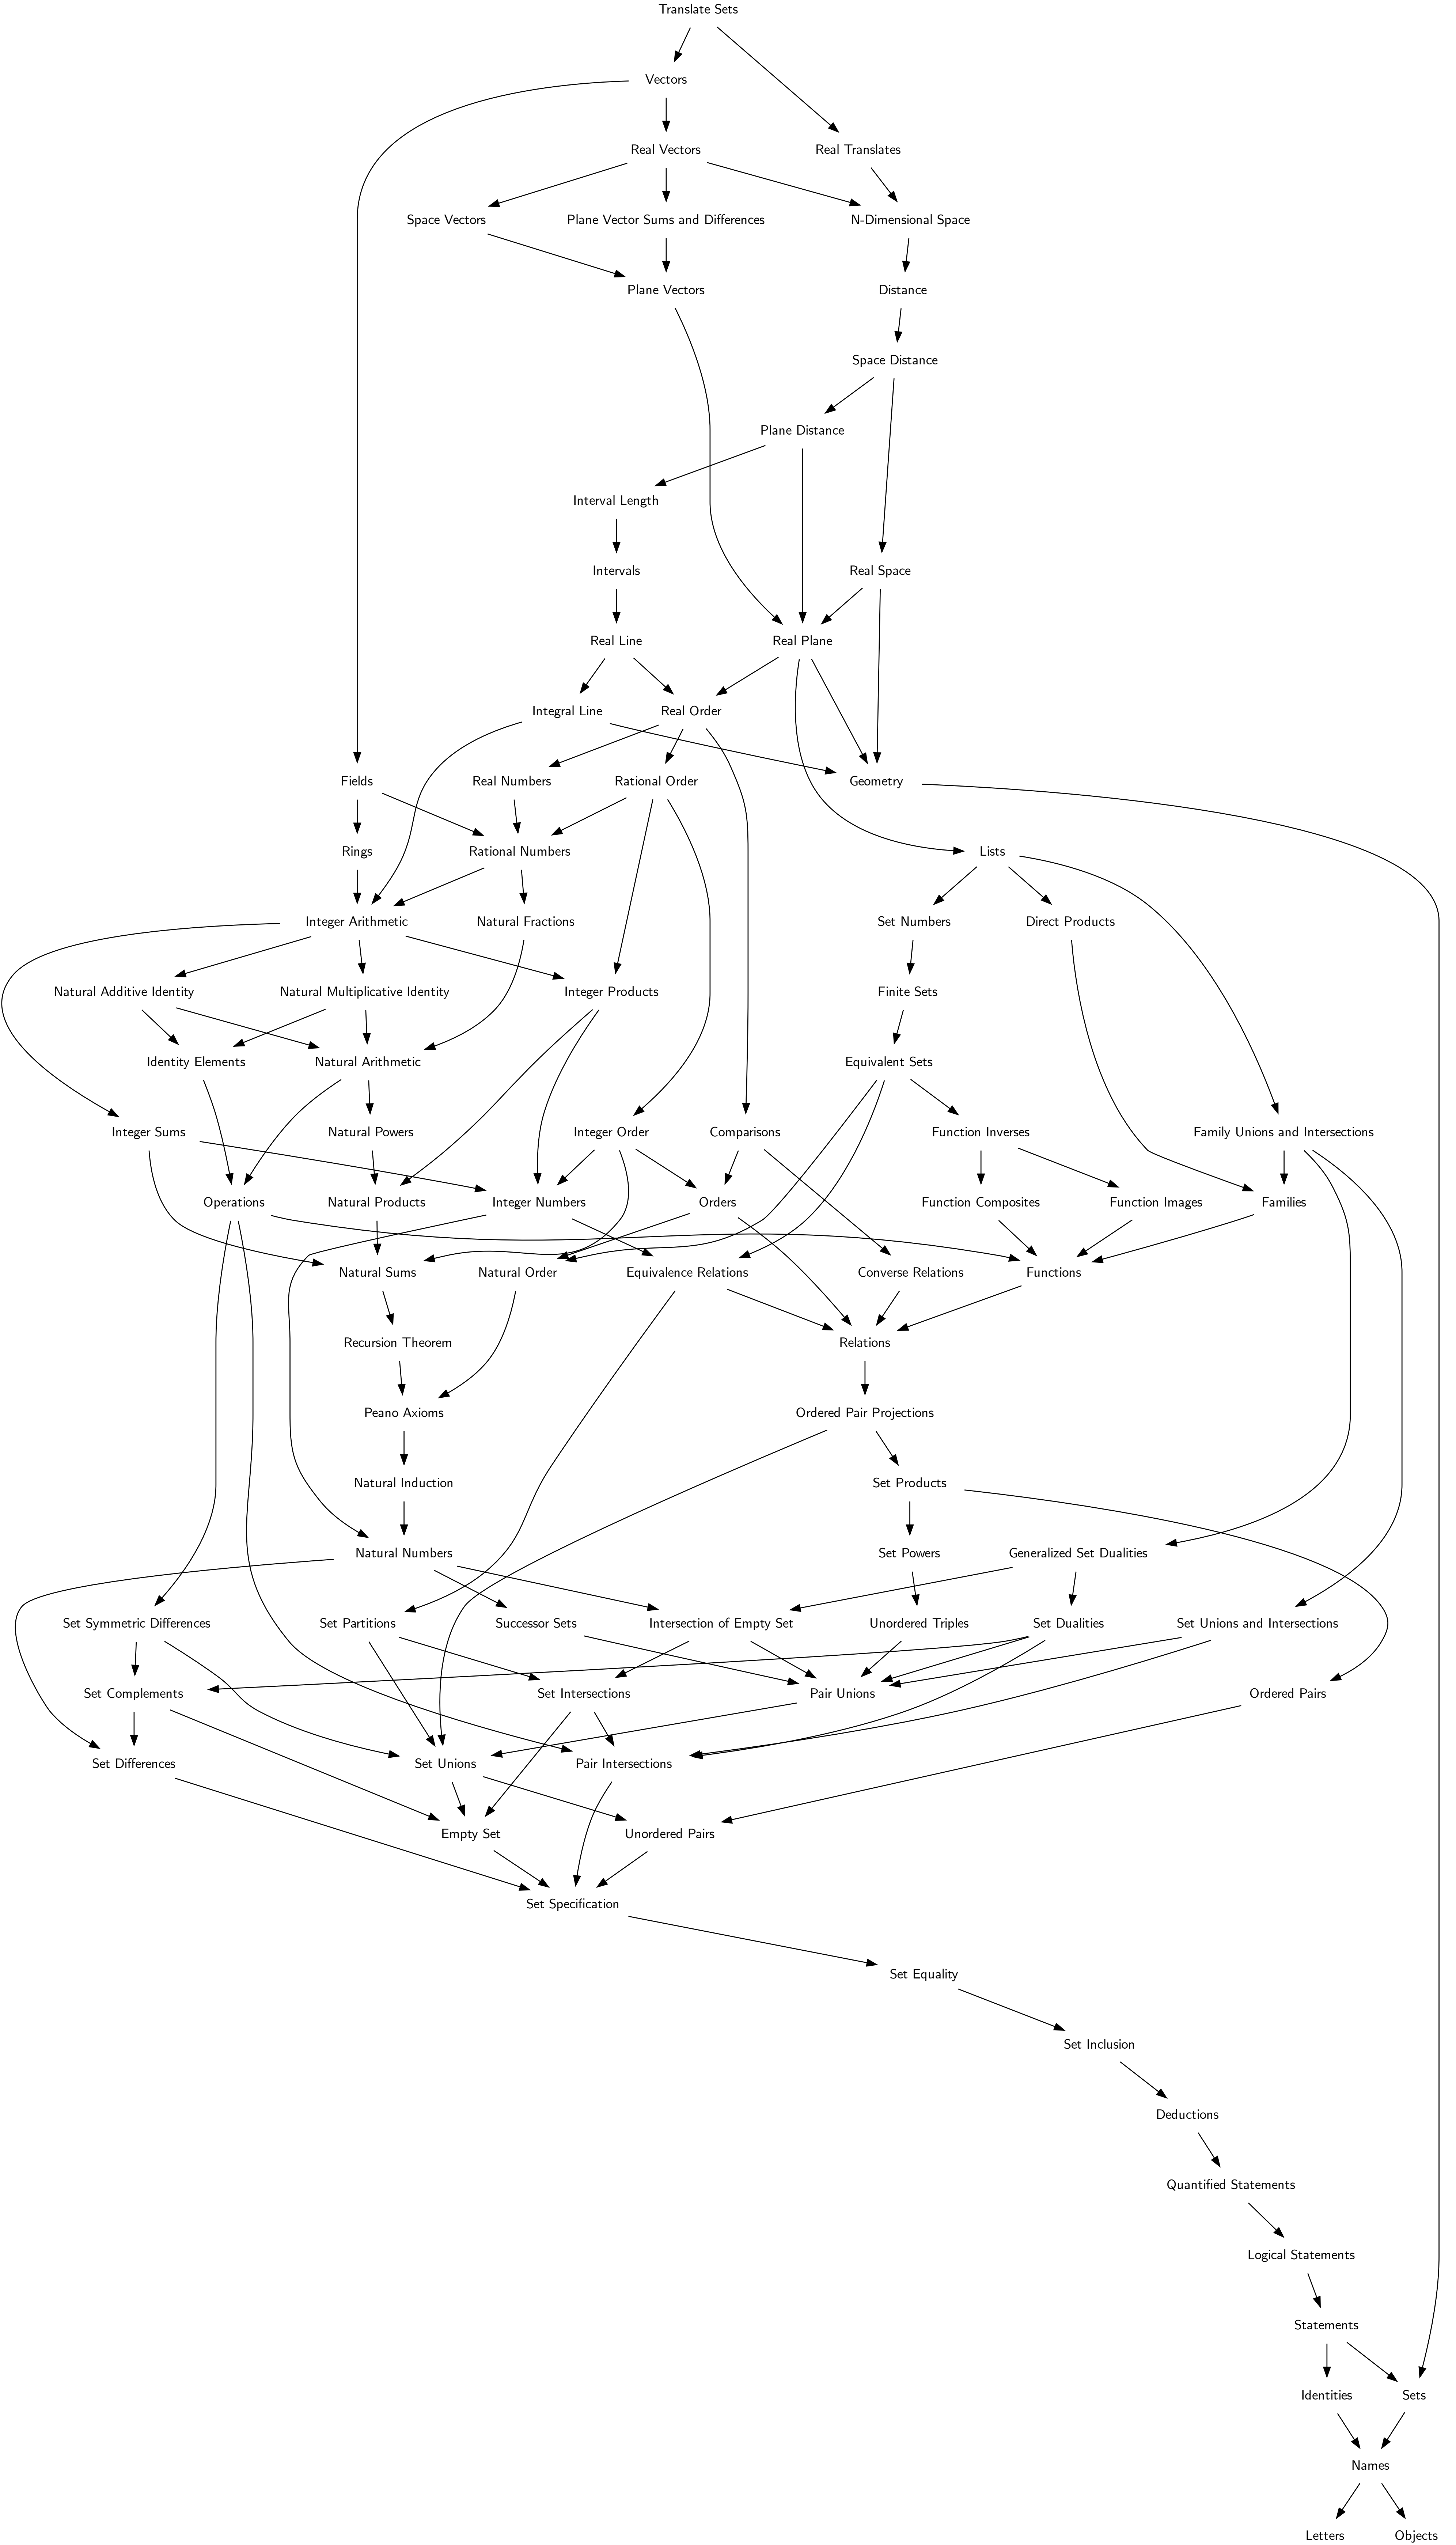 Translate Sets
Vectors
Real Vectors
Real Translates
Space Vectors
Plane Vector Sums and Differences
N-Dimensional Space
Plane Vectors
Distance
Space Distance
Plane Distance
Interval Length
Intervals
Real Space
Real Line
Real Plane
Integral Line
Real Order
Fields
Real Numbers
Rational Order
Geometry
Rings
Rational Numbers
Lists
Integer Arithmetic
Natural Fractions
Set Numbers
Direct Products
Natural Additive Identity
Natural Multiplicative Identity
Integer Products
Finite Sets
Identity Elements
Natural Arithmetic
Equivalent Sets
Integer Sums
Natural Powers
Integer Order
Comparisons
Function Inverses
Family Unions and Intersections
Operations
Natural Products
Integer Numbers
Orders
Function Composites
Function Images
Families
Natural Sums
Natural Order
Equivalence Relations
Converse Relations
Functions
Recursion Theorem
Relations
Peano Axioms
Ordered Pair Projections
Natural Induction
Set Products
Natural Numbers
Set Powers
Generalized Set Dualities
Set Symmetric Differences
Set Partitions
Successor Sets
Intersection of Empty Set
Unordered Triples
Set Dualities
Set Unions and Intersections
Set Complements
Set Intersections
Pair Unions
Ordered Pairs
Set Differences
Set Unions
Pair Intersections
Empty Set
Unordered Pairs
Set Specification
Set Equality
Set Inclusion
Deductions
Quantified Statements
Logical Statements
Statements
Identities
Sets
Names
Letters
Objects